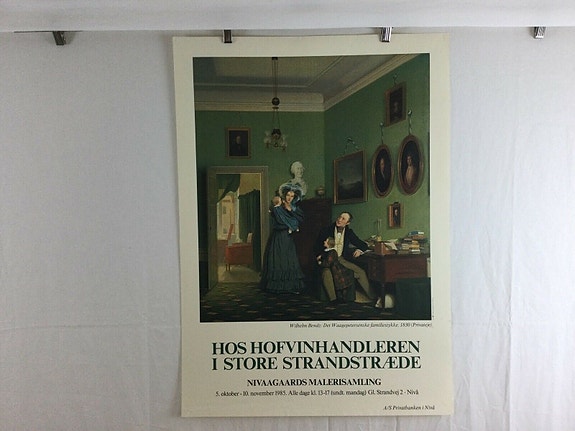 Wilhelm Bendz: Det Waagepetersenske familiestykke, 1830 (Privateje)
HOS HOFVINHANDLEREN
I STORE STRANDSTRÆDE
NIVAAGAARDS MALERISAMLING
5. oktober - 10. november 1985. Alle dage kl. 13-17 (undt. mandag) Gl. Strandvej 2 - Nivå
A/S Privatbanken i Nivå